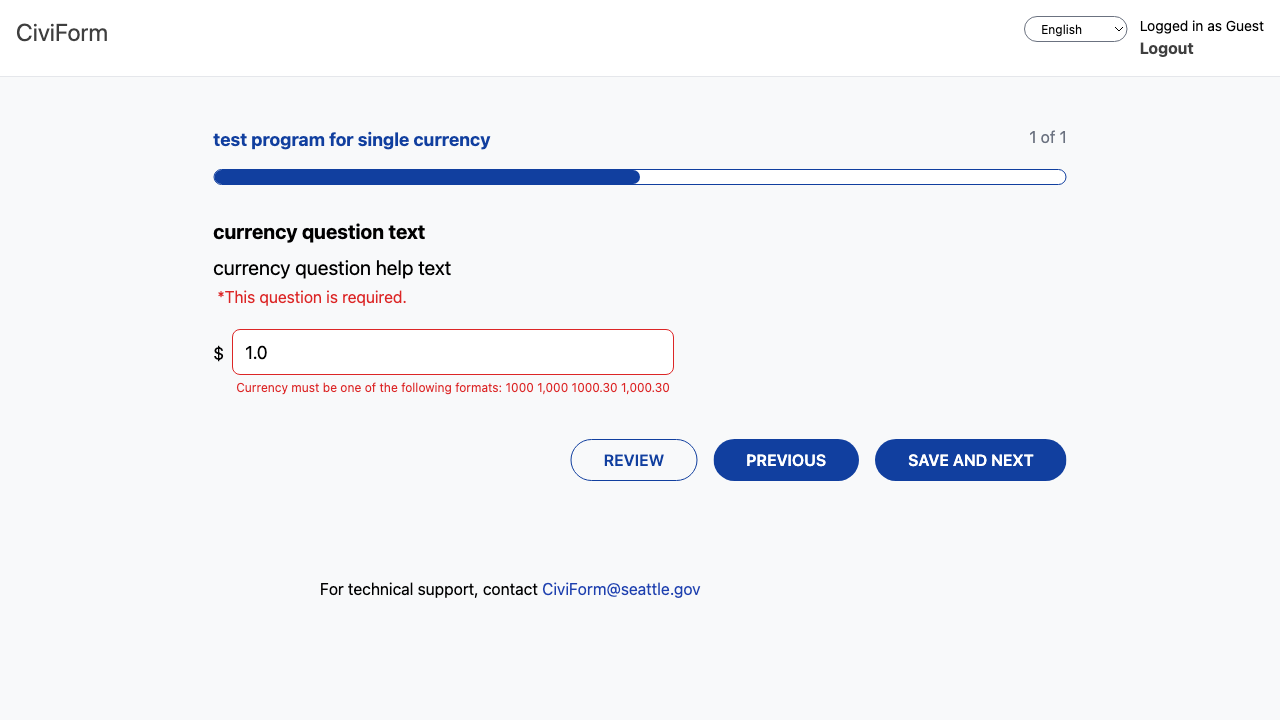 CiviForm
English
Logged in as Guest
Logout
test program for single currency
1 of 1
currency question text
currency question help text
*This question is required.
$ 1.0
Currency must be one of the following formats: 1000 1,000 1000.30 1,000.30
REVIEW
PREVIOUS
SAVE AND NEXT
For technical support, contact CiviForm@seattle.gov